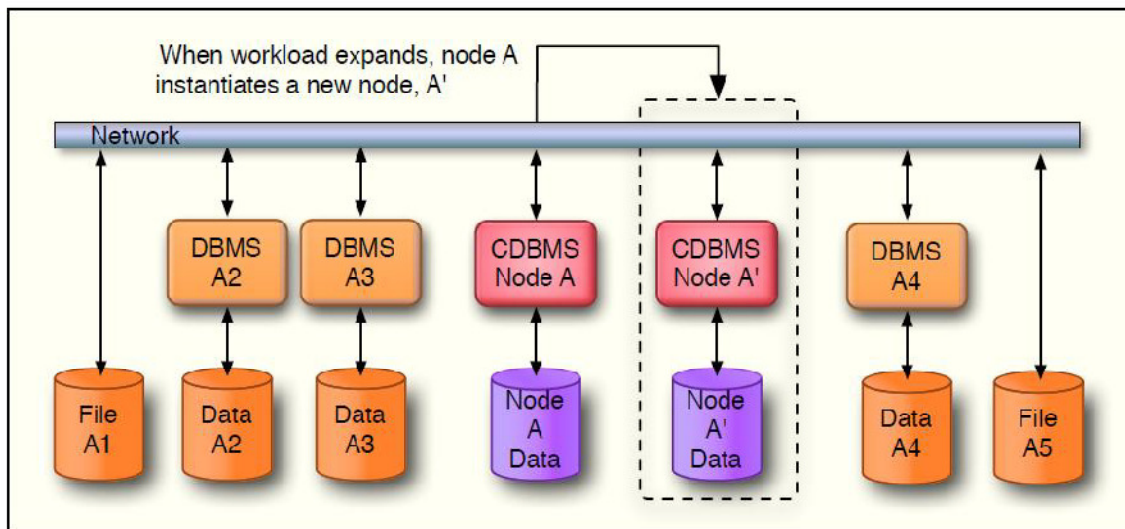 When workload expands, node A
instantiates a new node, A'
Network
DBMS
A2
DBMS
A3
CDBMS
Node A
CDBMS
Node A'
DBMS
A4
File
A1
Data
A2
Data
A3
Node
A
Data
Node
A'
Data
Data
A4
File
A5